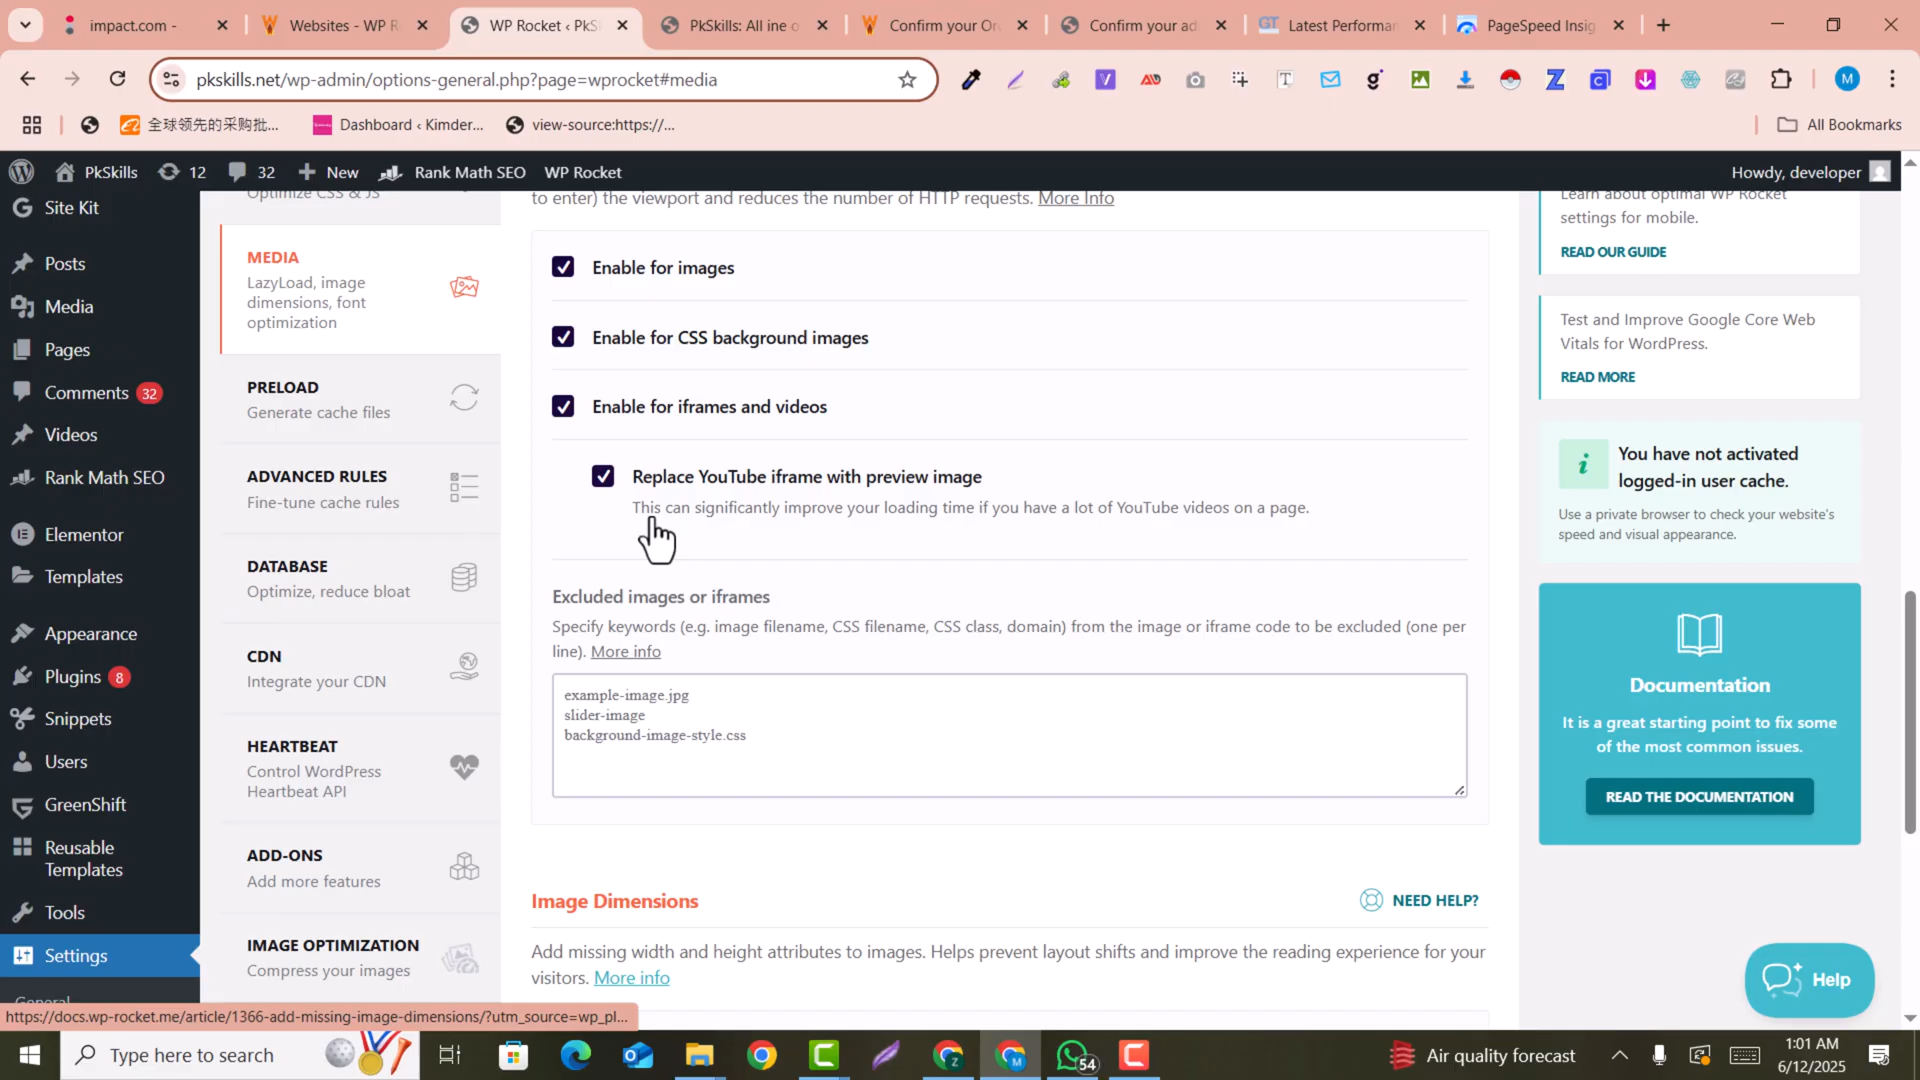 impact.com -
Websites - WP R
WP Rocket ‹ PkSk
PkSkills: All ine o
Confirm your Or
Confirm your ad
GT
Latest Performar
PageSpeed Insig
pkskills.net/wp-admin/options-general.php?page=wprocket#media
M
全球领先的采购批...
Dashboard ‹ Kimder...
view-source:https://...
All Bookmarks
PkSkills
12
32
New
Rank Math SEO
WP Rocket
Howdy, developer
Site Kit
Posts
Media
Pages
Comments 32
Videos
Rank Math SEO
Elementor
Templates
Appearance
Plugins 8
Snippets
Users
GreenShift
Reusable
Templates
Tools
Settings
General
Optimize CSS & JS
MEDIA
LazyLoad, image
dimensions, font
optimization
PRELOAD
Generate cache files
ADVANCED RULES
Fine-tune cache rules
DATABASE
Optimize, reduce bloat
CDN
Integrate your CDN
HEARTBEAT
Control WordPress
Heartbeat API
ADD-ONS
Add more features
IMAGE OPTIMIZATION
Compress your images
to enter) the viewport and reduces the number of HTTP requests. More Info
Enable for images
Enable for CSS background images
Enable for iframes and videos
Replace YouTube iframe with preview image
This can significantly improve your loading time if you have a lot of YouTube videos on a page.
Excluded images or iframes
Specify keywords (e.g. image filename, CSS filename, CSS class, domain) from the image or iframe code to be excluded (one per
line). More info
example-image.jpg
slider-image
background-image-style.css
Image Dimensions
NEED HELP?
Add missing width and height attributes to images. Helps prevent layout shifts and improve the reading experience for your
visitors. More info
Learn about optimal WP Rocket
settings for mobile.
READ OUR GUIDE
Test and Improve Google Core Web
Vitals for WordPress.
READ MORE
You have not activated
logged-in user cache.
Use a private browser to check your website's
speed and visual appearance.
Documentation
It is a great starting point to fix some
of the most common issues.
READ THE DOCUMENTATION
Help
https://docs.wp-rocket.me/article/1366-add-missing-image-dimensions/?utm_source=wp_pl...
Type here to search
54
Air quality forecast
1:01 AM
6/12/2025